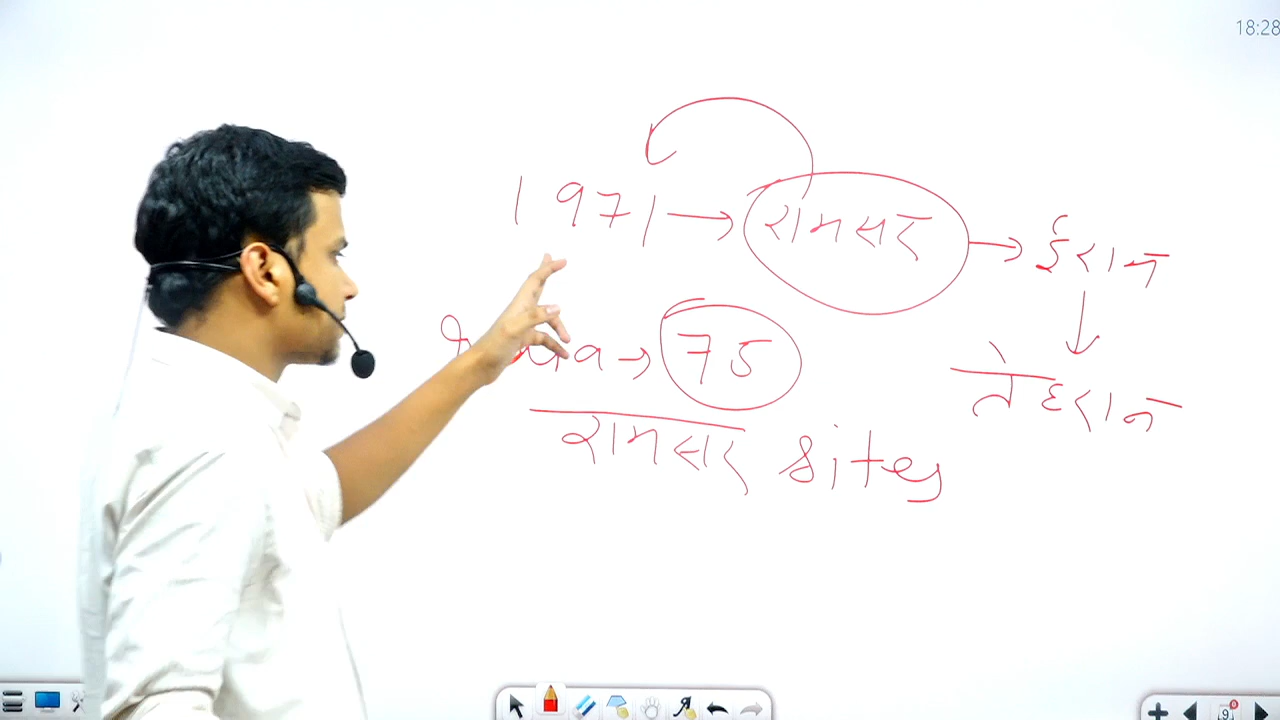 18:28
1971 → रामसर → ईरान
→ 75
तेहरान
रामसर sites